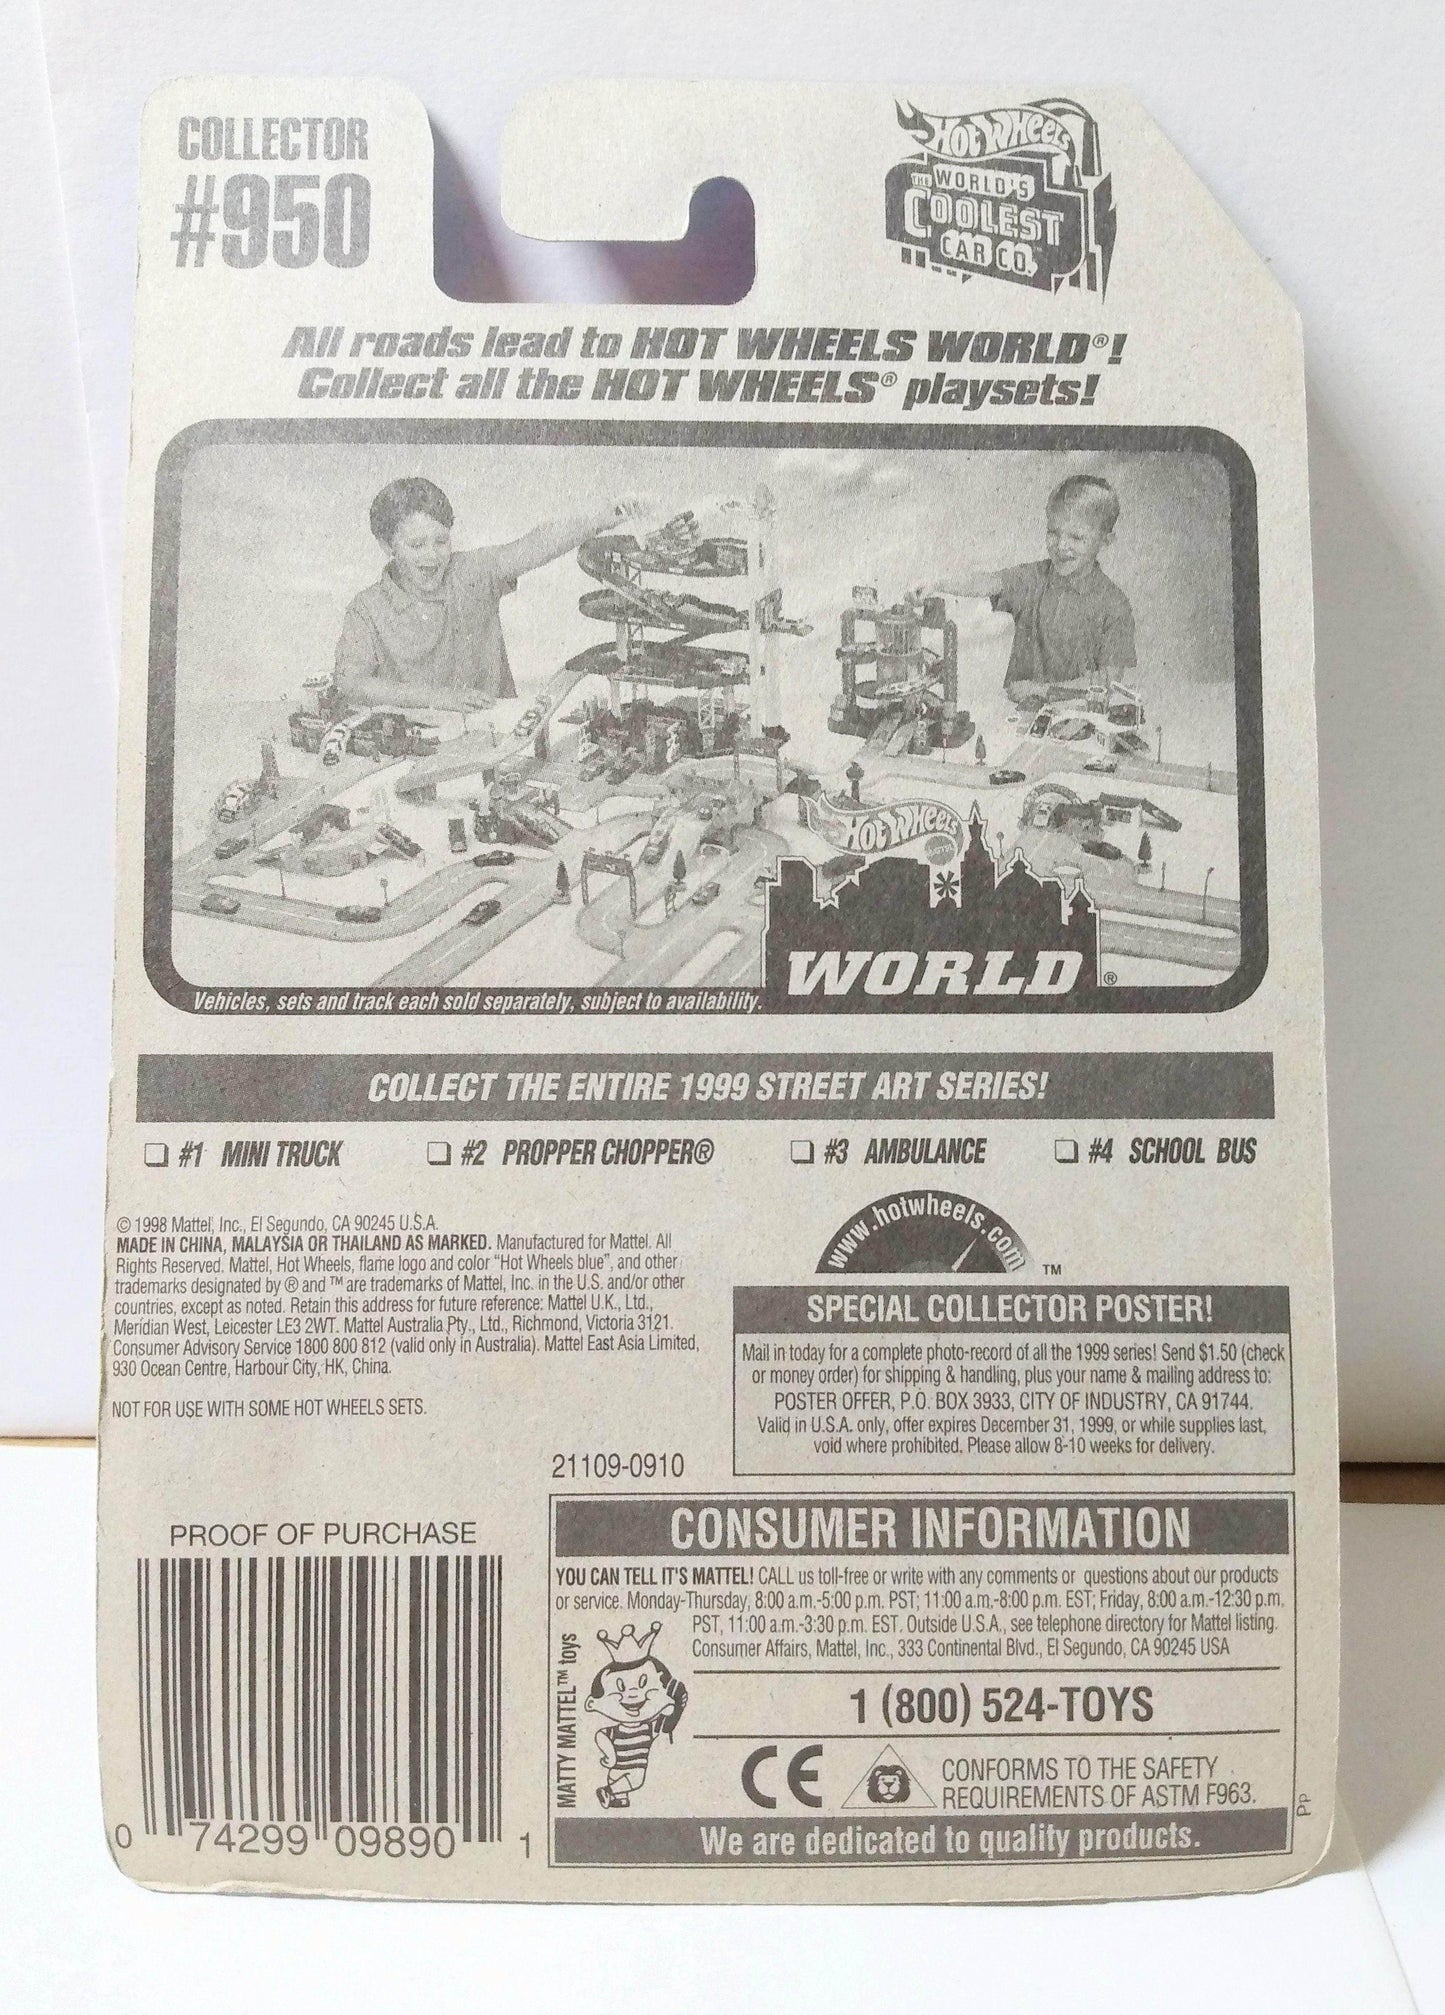 COLLECTOR
#950
HOT WHEELS
THE WORLD'S
COOLEST
CAR CO.
All roads lead to HOT WHEELS WORLD®!
Collect all the HOT WHEELS® playsets!
HOT WHEELS
WORLD®
Vehicles, sets and track each sold separately, subject to availability.
COLLECT THE ENTIRE 1999 STREET ART SERIES!
❏ #1 MINI TRUCK ❏ #2 PROPPER CHOPPER® ❏ #3 AMBULANCE ❏ #4 SCHOOL BUS
© 1998 Mattel, Inc., El Segundo, CA 90245 U.S.A.
MADE IN CHINA, MALAYSIA OR THAILAND AS MARKED. Manufactured for Mattel. All
Rights Reserved. Mattel, Hot Wheels, flame logo and color "Hot Wheels blue", and other
trademarks designated by ® and ™ are trademarks of Mattel, Inc. in the U.S. and/or other
countries, except as noted. Retain this address for future reference: Mattel U.K., Ltd.,
Meridian West, Leicester LE3 2WT. Mattel Australia Pty., Ltd., Richmond, Victoria 3121.
Consumer Advisory Service 1800 800 812 (valid only in Australia). Mattel East Asia Limited,
930 Ocean Centre, Harbour City, HK, China.
NOT FOR USE WITH SOME HOT WHEELS SETS.
www.hotwheels.com ™
SPECIAL COLLECTOR POSTER!
Mail in today for a complete photo-record of all the 1999 series! Send $1.50 (check
or money order) for shipping & handling, plus your name & mailing address to:
POSTER OFFER, P.O. BOX 3933, CITY OF INDUSTRY, CA 91744.
Valid in U.S.A. only, offer expires December 31, 1999, or while supplies last,
void where prohibited. Please allow 8-10 weeks for delivery.
21109-0910
PROOF OF PURCHASE
0 74299 09890 1
CONSUMER INFORMATION
YOU CAN TELL IT'S MATTEL! CALL us toll-free or write with any comments or questions about our products
or service. Monday-Thursday, 8:00 a.m.-5:00 p.m. PST; 11:00 a.m.-8:00 p.m. EST; Friday, 8:00 a.m.-12:30 p.m.
PST, 11:00 a.m.-3:30 p.m. EST. Outside U.S.A., see telephone directory for Mattel listing.
Consumer Affairs, Mattel, Inc., 333 Continental Blvd., El Segundo, CA 90245 USA
MATTY MATTEL™ toys
1 (800) 524-TOYS
CE
CONFORMS TO THE SAFETY
REQUIREMENTS OF ASTM F963.
We are dedicated to quality products.
PP